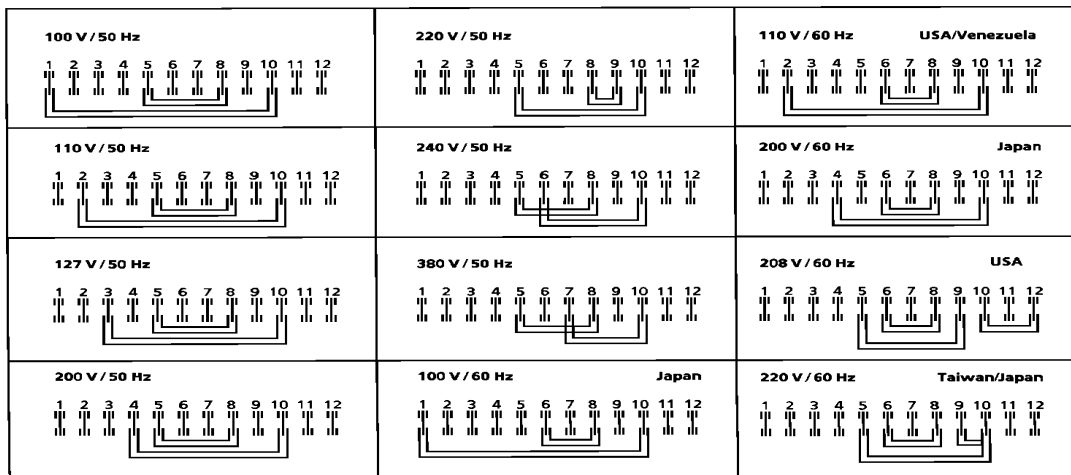 100 V / 50 Hz
1 2 3 4 5 6 7 8 9 10 11 12
220 V / 50 Hz
1 2 3 4 5 6 7 8 9 10 11 12
110 V / 60 Hz USA/Venezuela
1 2 3 4 5 6 7 8 9 10 11 12
110 V / 50 Hz
1 2 3 4 5 6 7 8 9 10 11 12
240 V / 50 Hz
1 2 3 4 5 6 7 8 9 10 11 12
200 V / 60 Hz Japan
1 2 3 4 5 6 7 8 9 10 11 12
127 V / 50 Hz
1 2 3 4 5 6 7 8 9 10 11 12
380 V / 50 Hz
1 2 3 4 5 6 7 8 9 10 11 12
208 V / 60 Hz USA
1 2 3 4 5 6 7 8 9 10 11 12
200 V / 50 Hz
1 2 3 4 5 6 7 8 9 10 11 12
100 V / 60 Hz Japan
1 2 3 4 5 6 7 8 9 10 11 12
220 V / 60 Hz Taiwan/Japan
1 2 3 4 5 6 7 8 9 10 11 12